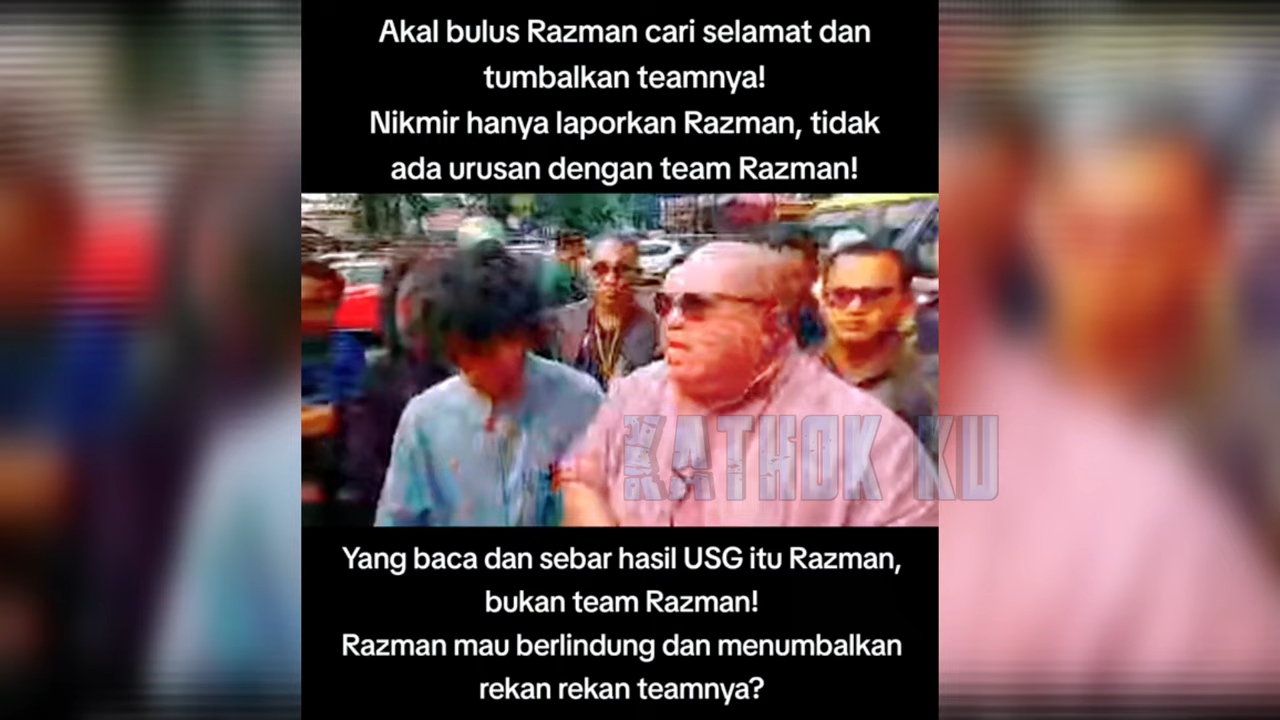 Akal bulus Razman cari selamat dan
tumbalkan teamnya!
Nikmir hanya laporkan Razman, tidak
ada urusan dengan team Razman!
KATHOK KU
Yang baca dan sebar hasil USG itu Razman,
bukan team Razman!
Razman mau berlindung dan menumbalkan
rekan rekan teamnya?